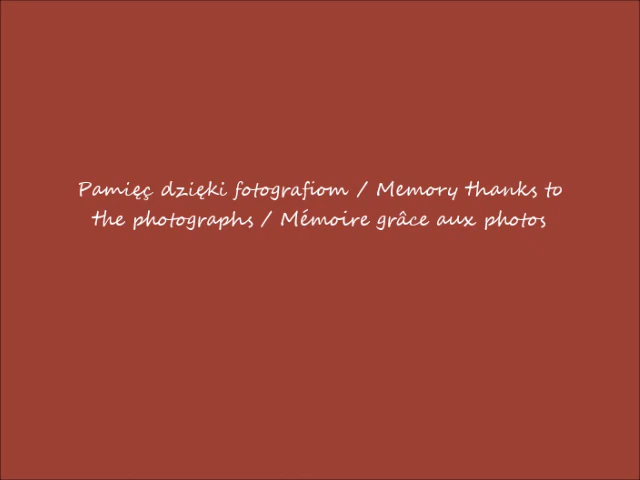 Pamięç dzięki fotografiom / Memory thanks to
the photographs / Mémoire grâce aux photos